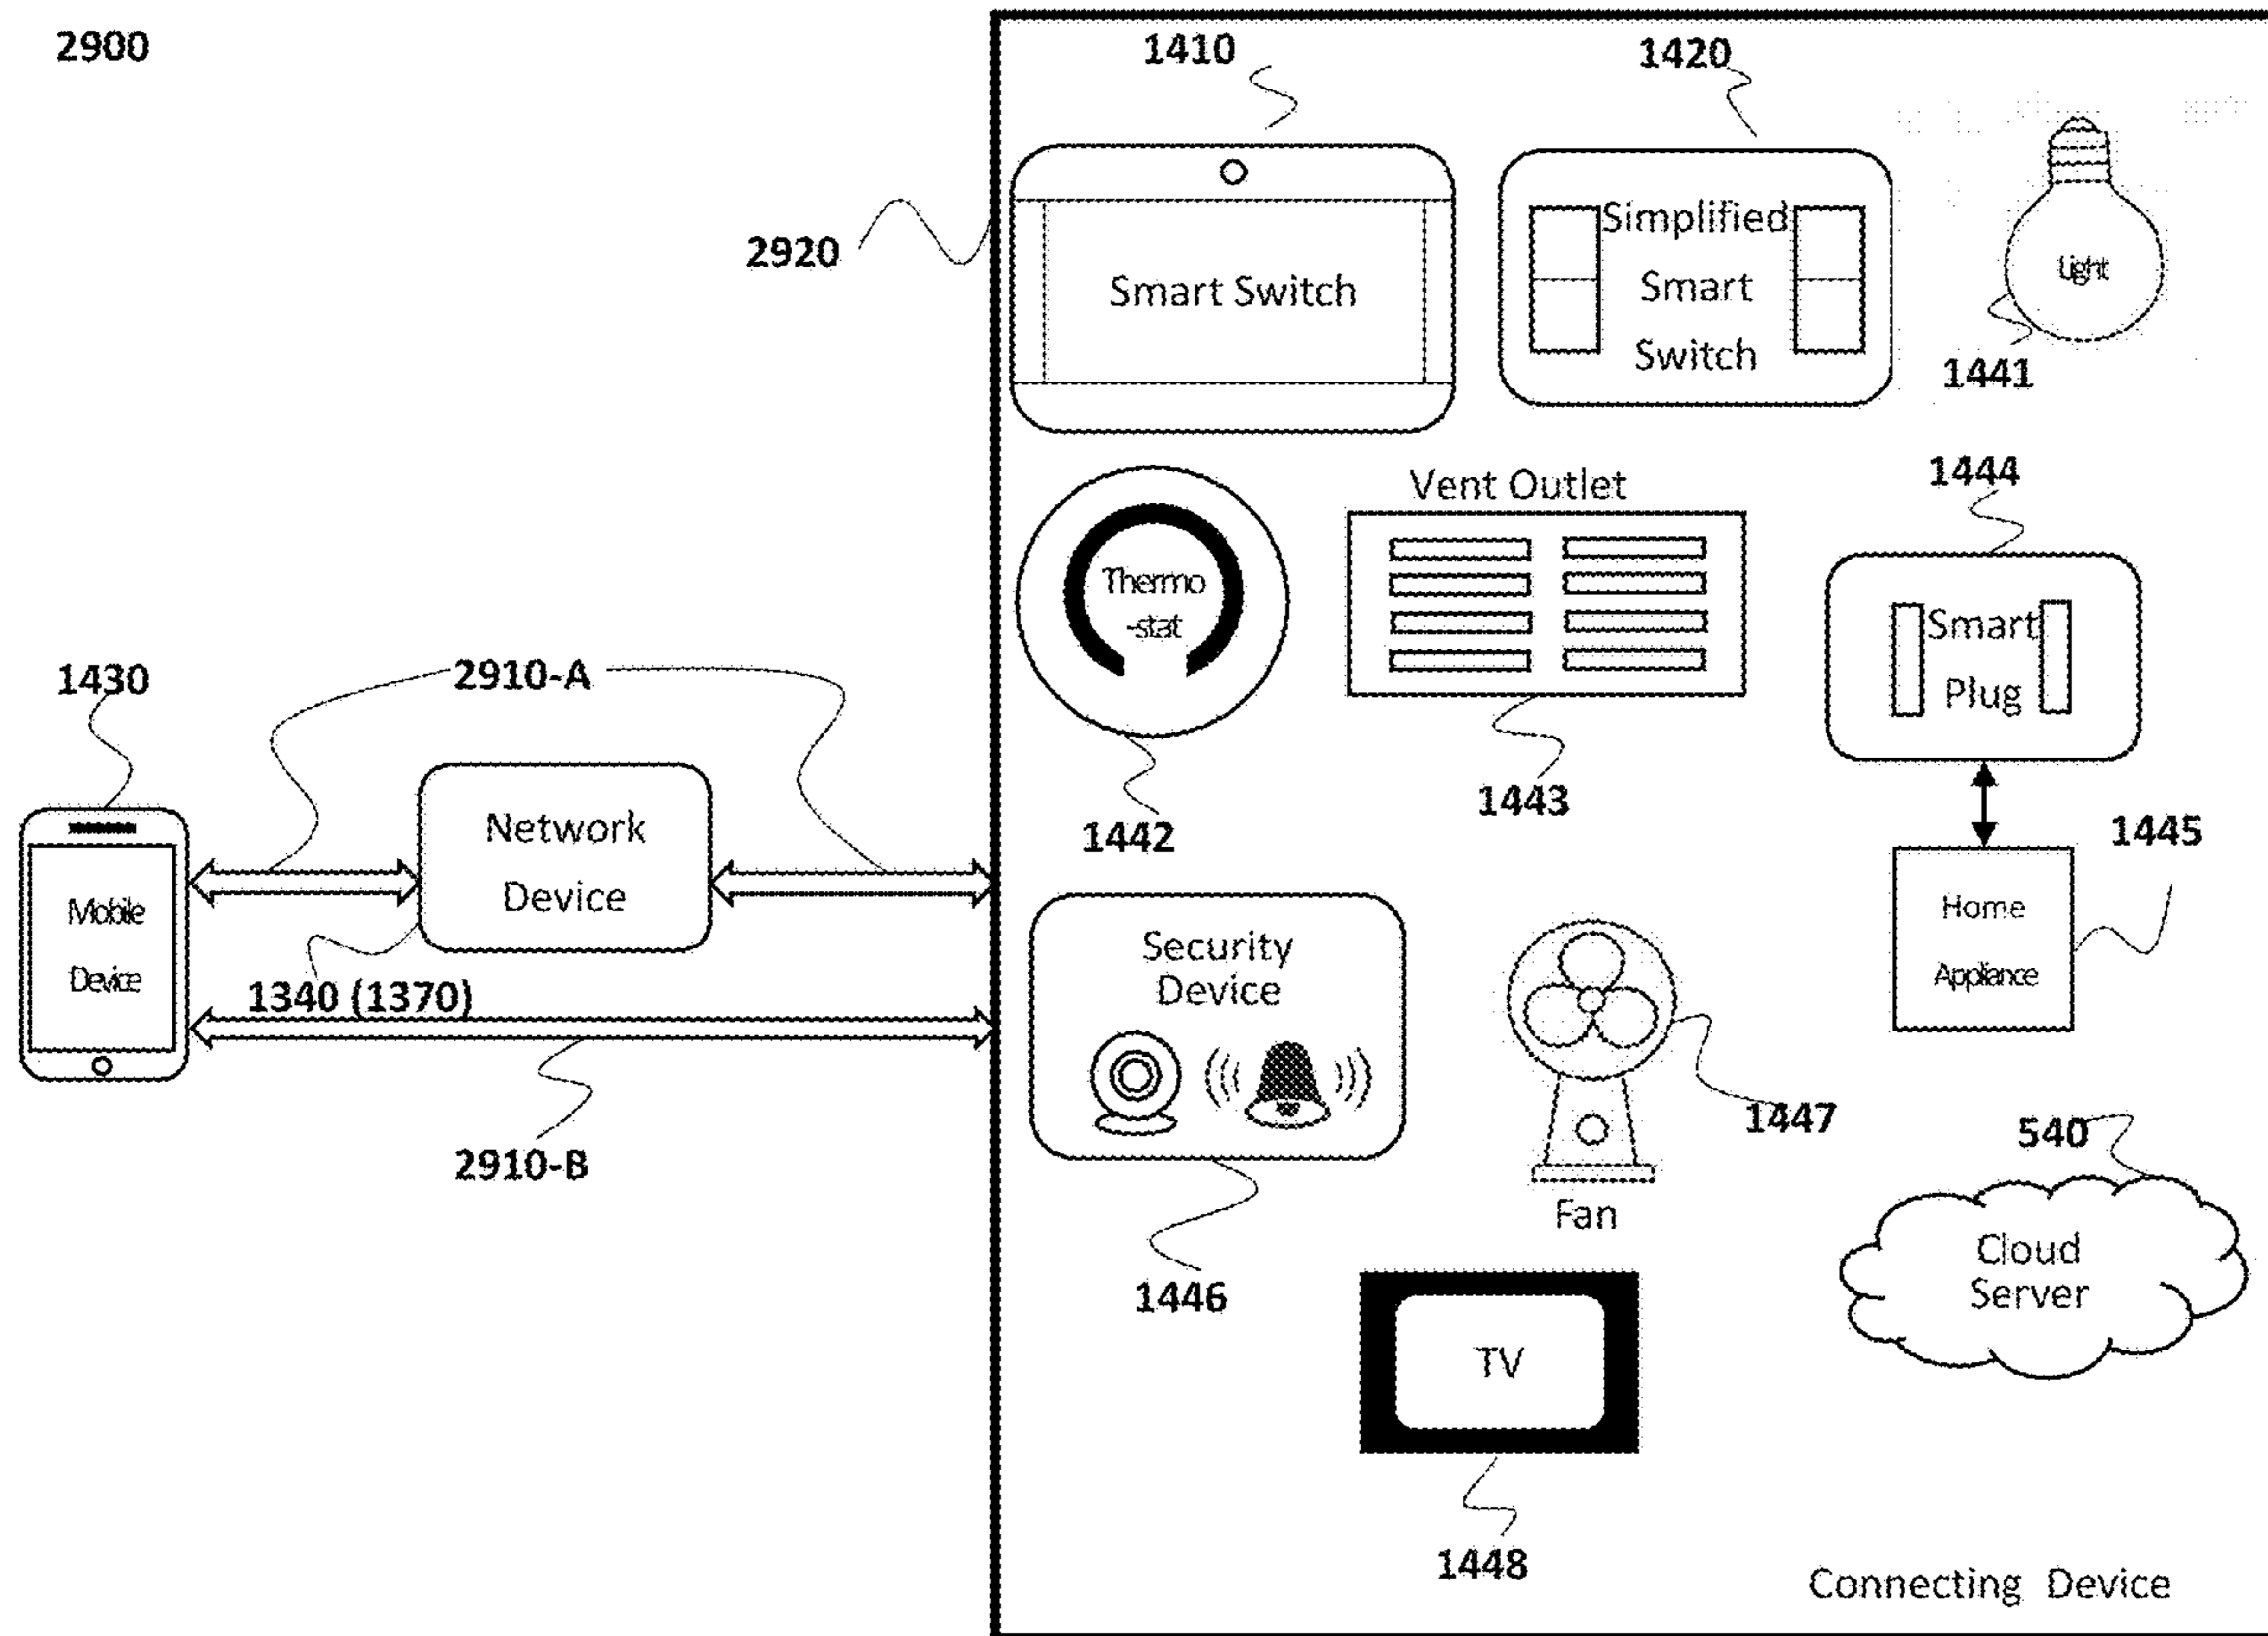 2900
1410
1420
2920
Smart Switch
Simplified
Smart
Switch
Light
1441
Vent Outlet
1444
Thermo
-stat
Smart
Plug
1430
2910-A
1443
1442
1445
Network
Device
Mobile
Device
Home
Appliance
Security
Device
1340 (1370)
1447
540
2910-B
Fan
Cloud
Server
1446
TV
1448
Connecting Device